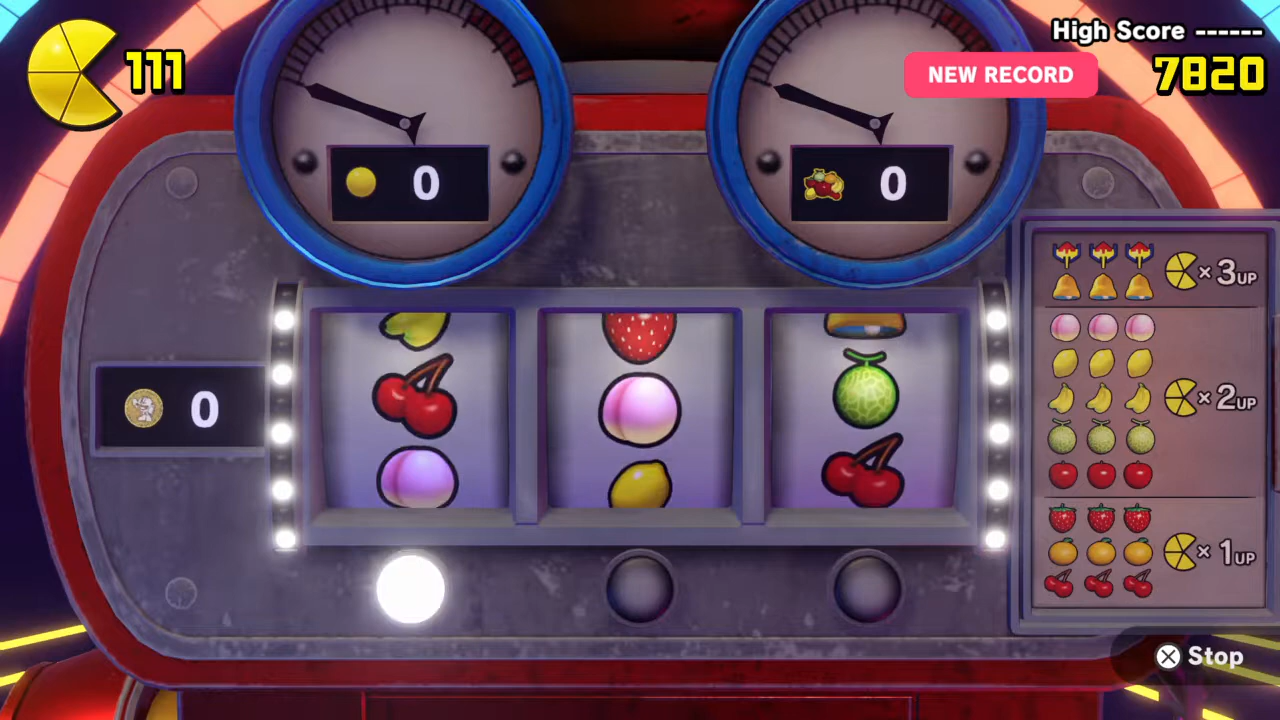 111
High Score ------
NEW RECORD
7820
0
0
0
× 3UP
× 2UP
× 1UP
Stop